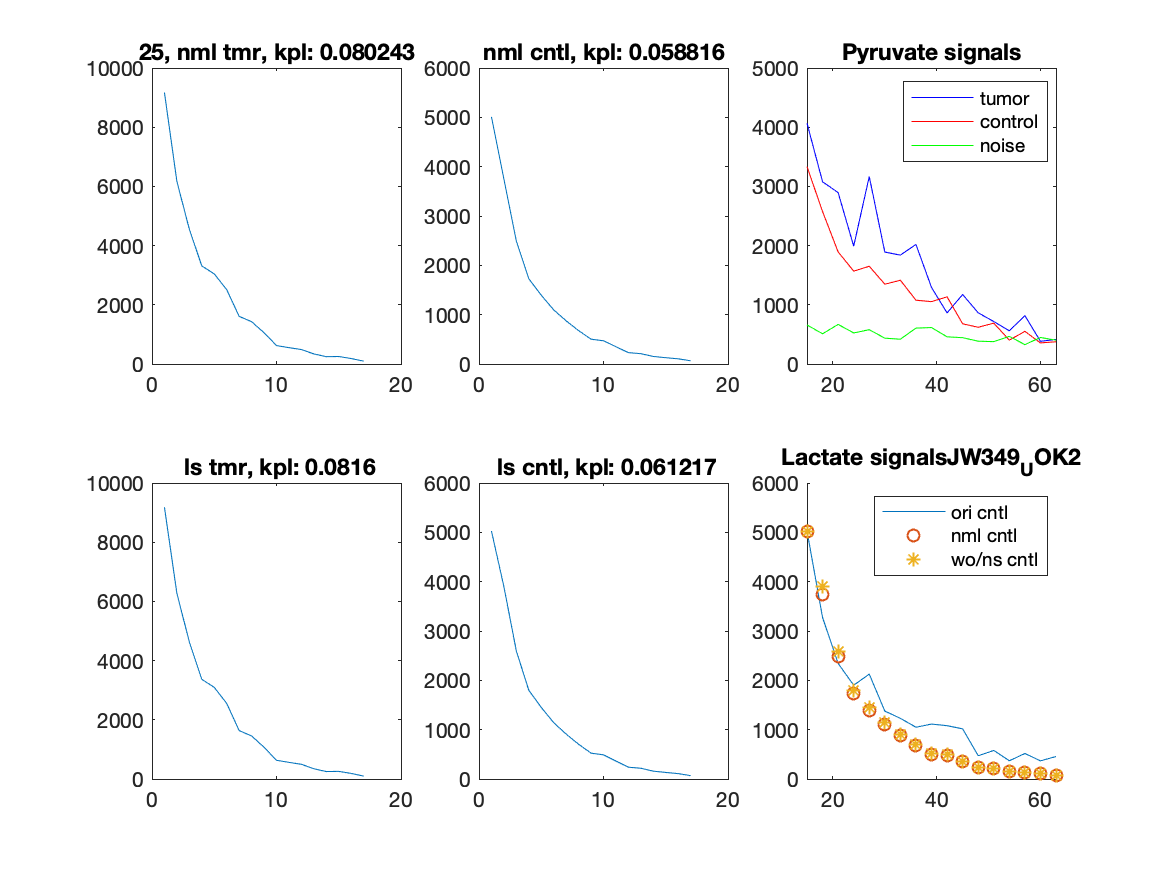 25, nml tmr, kpl: 0.080243
10000
8000
6000
4000
2000
0
0 10 20
nml cntl, kpl: 0.058816
6000
5000
4000
3000
2000
1000
0
0 10 20
Pyruvate signals
5000
4000
3000
2000
1000
0
20 40 60
tumor
control
noise
ls tmr, kpl: 0.0816
10000
8000
6000
4000
2000
0
0 10 20
ls cntl, kpl: 0.061217
6000
5000
4000
3000
2000
1000
0
0 10 20
Lactate signalsJW349UOK2
6000
5000
4000
3000
2000
1000
0
20 40 60
ori cntl
nml cntl
wo/ns cntl